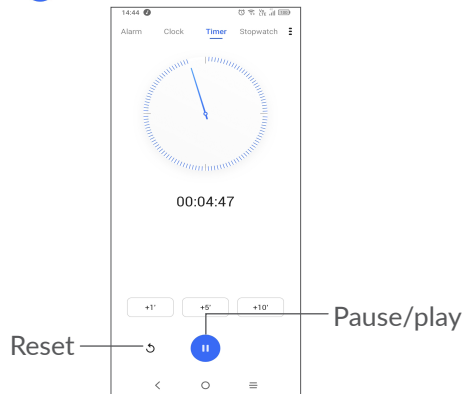 14:44
Alarm Clock Timer Stopwatch
00:04:47
+1' +5' +10'
Pause/play
Reset